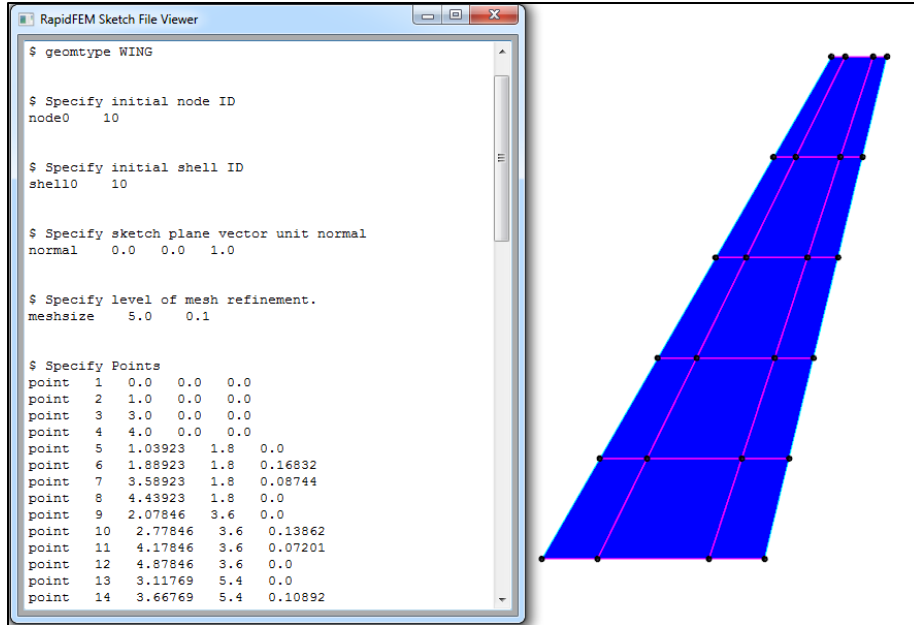 RapidFEM Sketch File Viewer
$ geomtype WING
$ Specify initial node ID
node0 10
$ Specify initial shell ID
shell0 10
$ Specify sketch plane vector unit normal
normal 0.0 0.0 1.0
$ Specify level of mesh refinement.
meshsize 5.0 0.1
$ Specify Points
point 1 0.0 0.0 0.0
point 2 1.0 0.0 0.0
point 3 3.0 0.0 0.0
point 4 4.0 0.0 0.0
point 5 1.03923 1.8 0.0
point 6 1.88923 1.8 0.16832
point 7 3.58923 1.8 0.08744
point 8 4.43923 1.8 0.0
point 9 2.07846 3.6 0.0
point 10 2.77846 3.6 0.13862
point 11 4.17846 3.6 0.07201
point 12 4.87846 3.6 0.0
point 13 3.11769 5.4 0.0
point 14 3.66769 5.4 0.10892